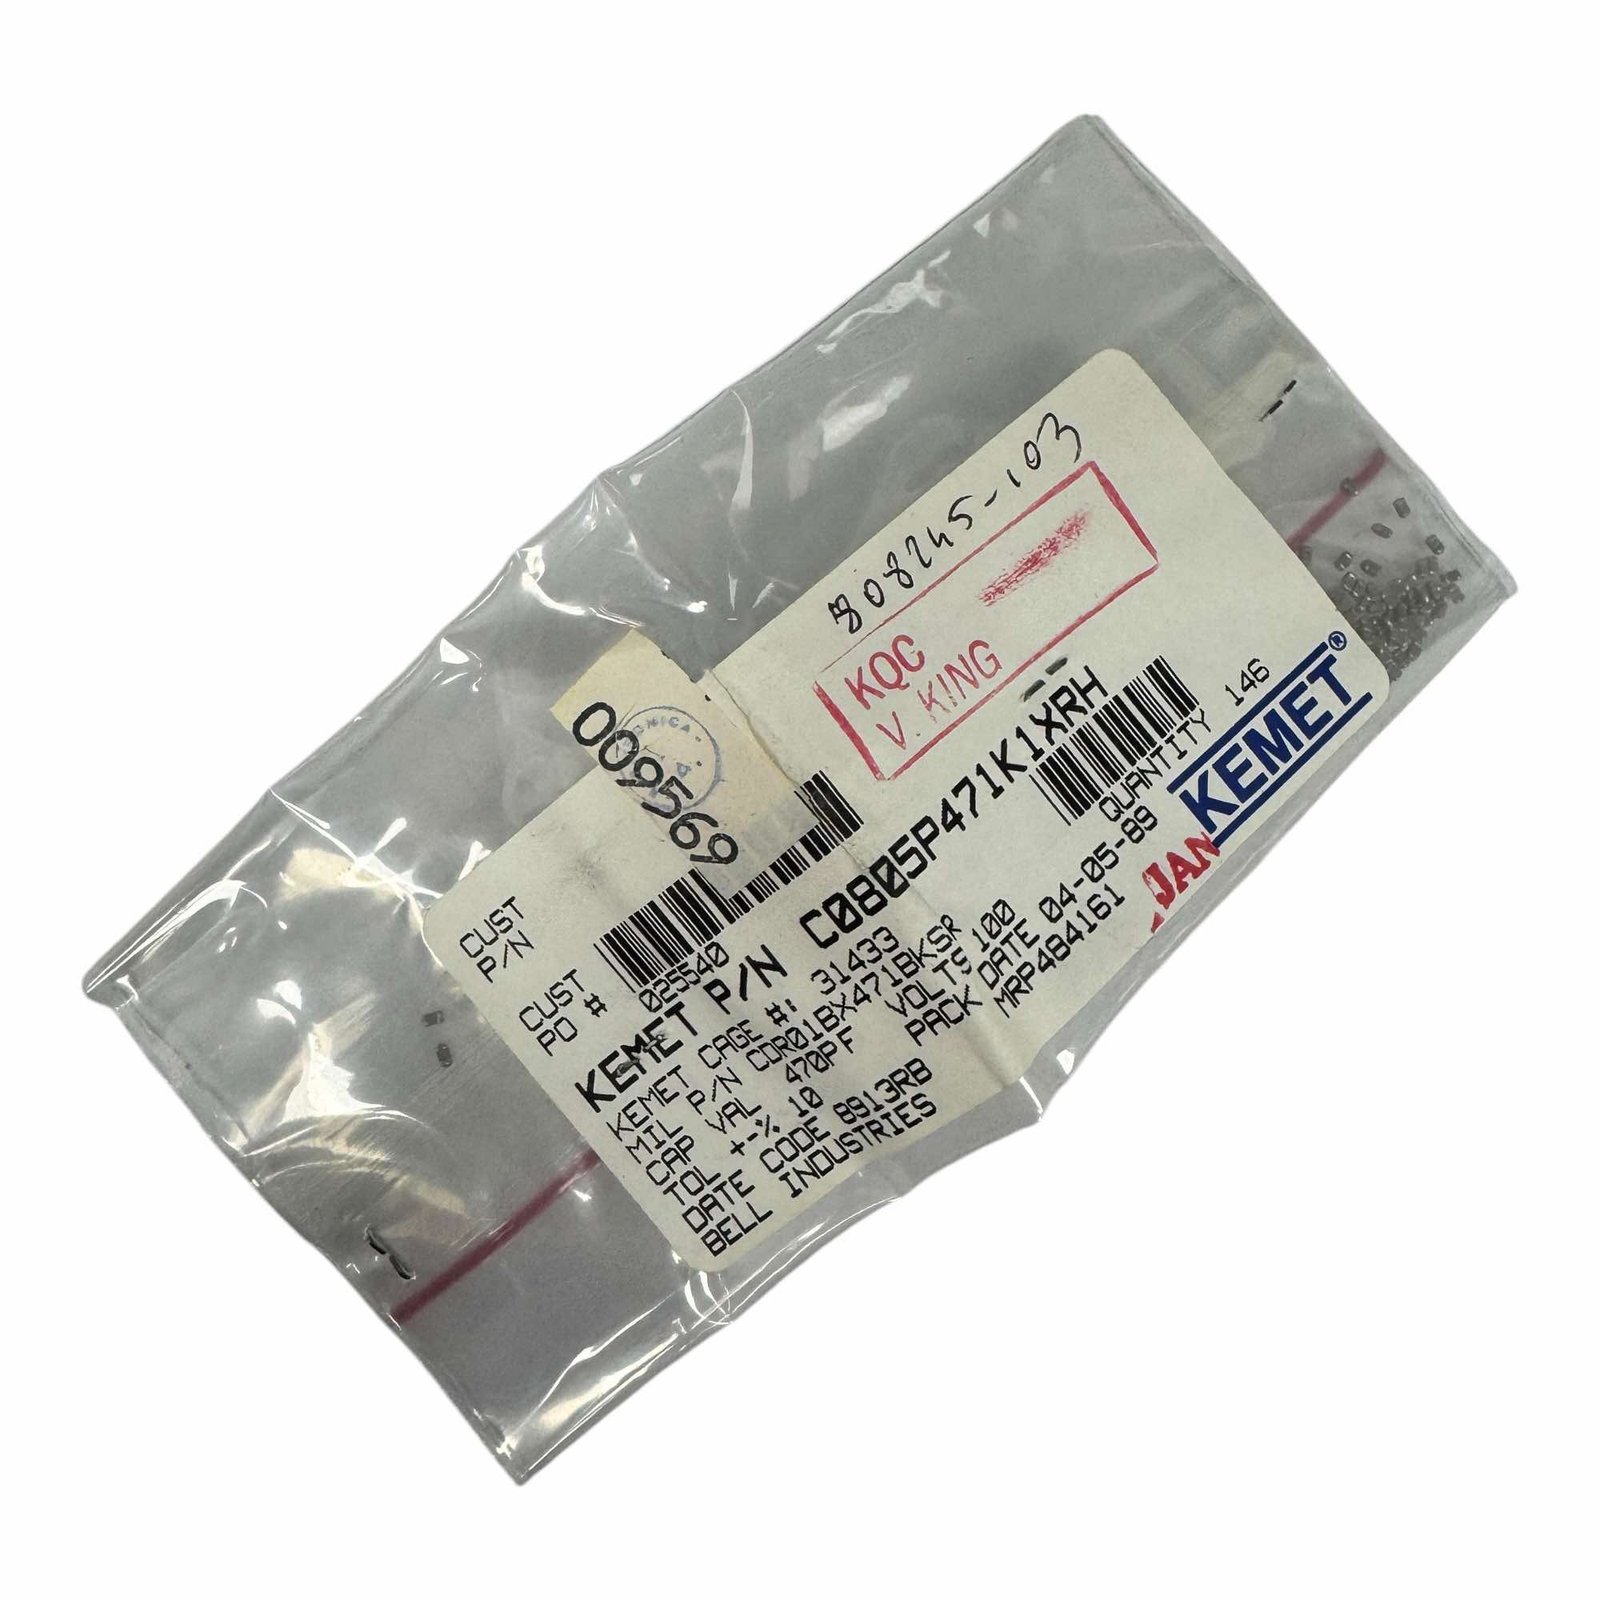 808245-103
KQC
V. KING
009569
CUST
P/N
CUST
PO #
025540
KEMET P/N C0805P471K1XRH
KEMET CAGE #: 31433
MIL P/N CDR01BX471BKSR
CAP VAL 470PF VOLTS 100
TOL +-% 10 PACK DATE 04-05-89
DATE CODE 8913RB MRP484161
BELL INDUSTRIES
QUANTITY 146
KEMET®
JAN